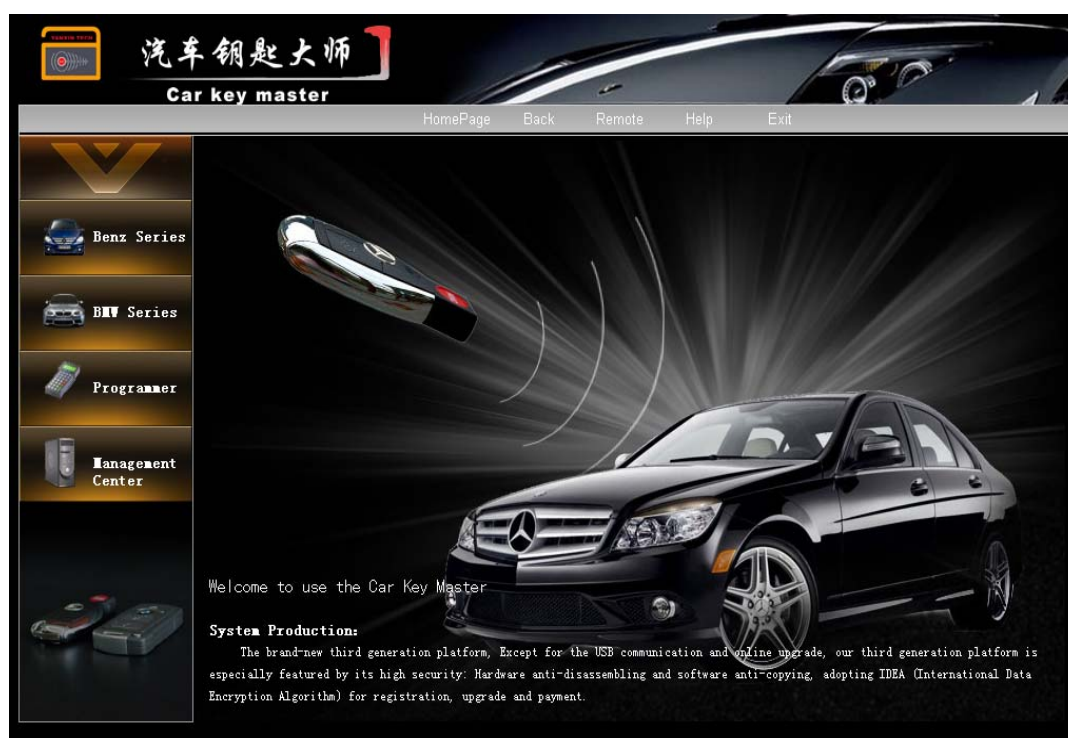 YANXIN TECH
汽车钥匙大师
Car key master
HomePage Back Remote Help Exit
Benz Series
BMW Series
Programmer
Management
Center
Welcome to use the Car Key Master
System Production:
The brand-new third generation platform, Except for the USB communication and online upgrade, our third generation platform is
especially featured by its high security: Hardware anti-disassembling and software anti-copying, adopting IDEA (International Data
Encryption Algorithm) for registration, upgrade and payment.